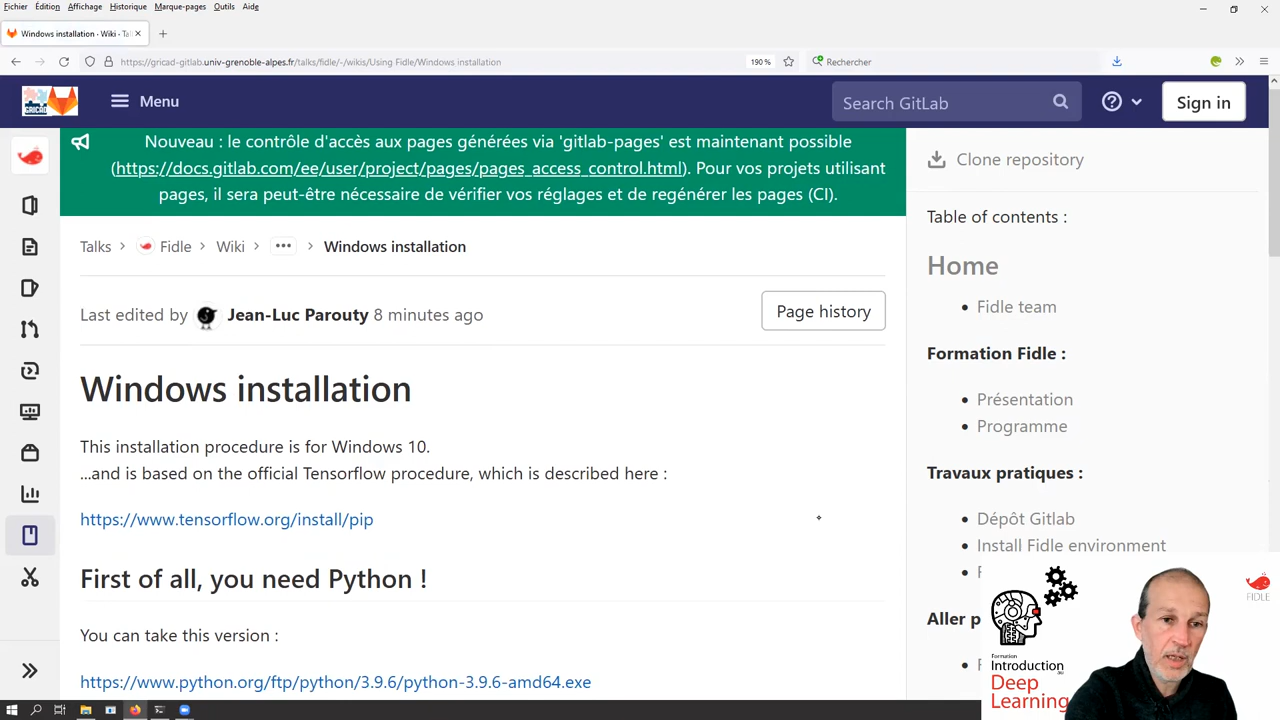 Fichier Édition Affichage Historique Marque-pages Outils Aide
Windows installation · Wiki · Tal
https://gricad-gitlab.univ-grenoble-alpes.fr/talks/fidle/-/wikis/Using Fidle/Windows installation
190 %
Rechercher
GRICAD
Menu
Search GitLab
Sign in
Nouveau : le contrôle d'accès aux pages générées via 'gitlab-pages' est maintenant possible
(https://docs.gitlab.com/ee/user/project/pages/pages_access_control.html). Pour vos projets utilisant
pages, il sera peut-être nécessaire de vérifier vos réglages et de regénérer les pages (CI).
Talks > Fidle > Wiki > ••• > Windows installation
Last edited by Jean-Luc Parouty 8 minutes ago
Page history
Windows installation
This installation procedure is for Windows 10.
...and is based on the official Tensorflow procedure, which is described here :
https://www.tensorflow.org/install/pip
First of all, you need Python !
You can take this version :
https://www.python.org/ftp/python/3.9.6/python-3.9.6-amd64.exe
Clone repository
Table of contents :
Home
Fidle team
Formation Fidle :
Présentation
Programme
Travaux pratiques :
Dépôt Gitlab
Install Fidle environment
Aller p
Formation
Introduction
au
Deep
Learning
FIDLE